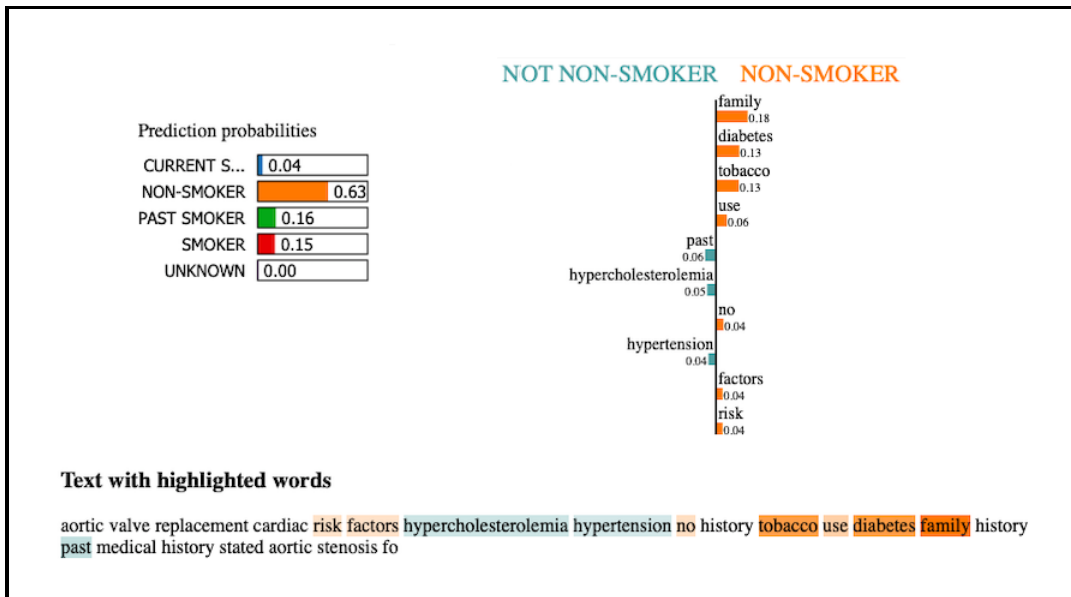 NOT NON-SMOKER NON-SMOKER
Prediction probabilities
CURRENT S... 0.04
NON-SMOKER 0.63
PAST SMOKER 0.16
SMOKER 0.15
UNKNOWN 0.00
family
0.18
diabetes
0.13
tobacco
0.13
use
0.06
past
0.06
hypercholesterolemia
0.05
no
0.04
hypertension
0.04
factors
0.04
risk
0.04
Text with highlighted words
aortic valve replacement cardiac risk factors hypercholesterolemia hypertension no history tobacco use diabetes family history
past medical history stated aortic stenosis fo